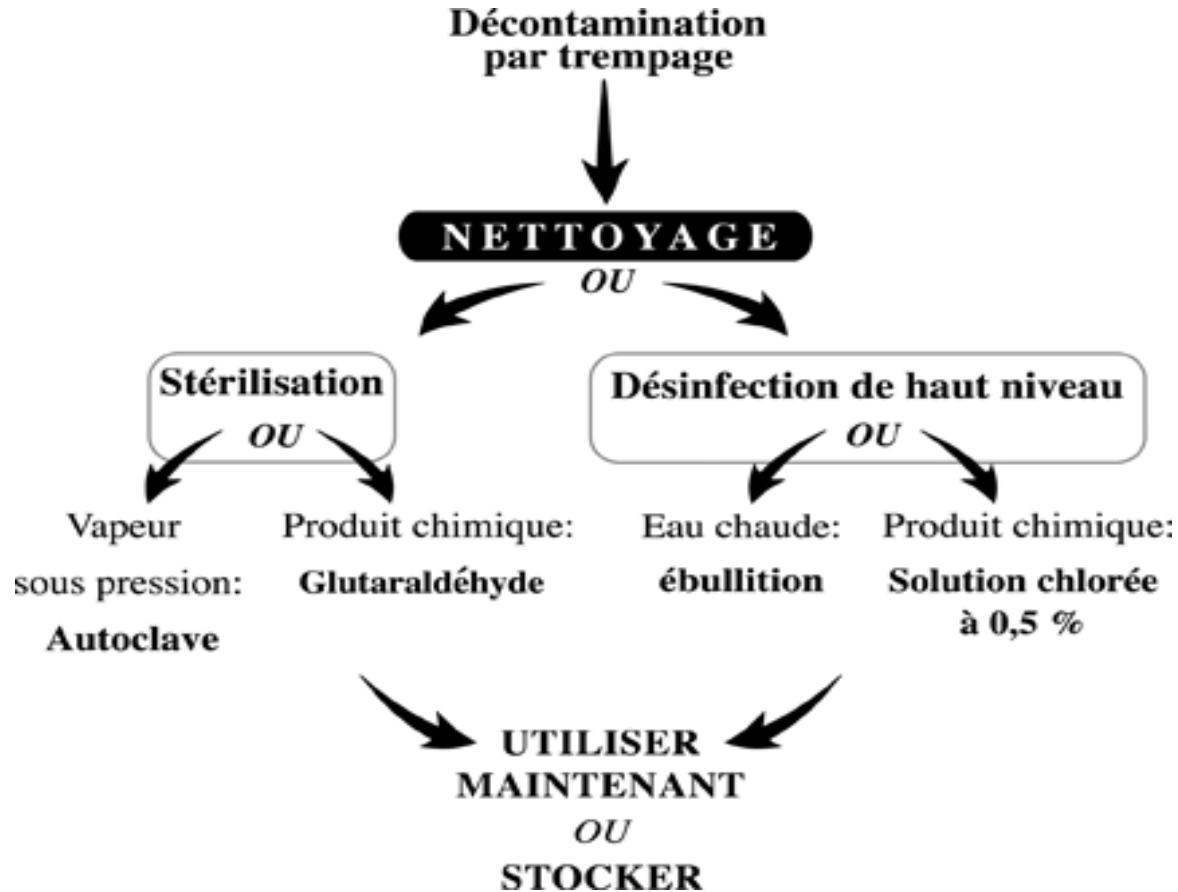 Décontamination
par trempage
NETTOYAGE
OU
Stérilisation
OU
Désinfection de haut niveau
OU
Vapeur
sous pression:
Autoclave
Produit chimique:
Glutaraldéhyde
Eau chaude:
ébullition
Produit chimique:
Solution chlorée
à 0,5 %
UTILISER
MAINTENANT
OU
STOCKER